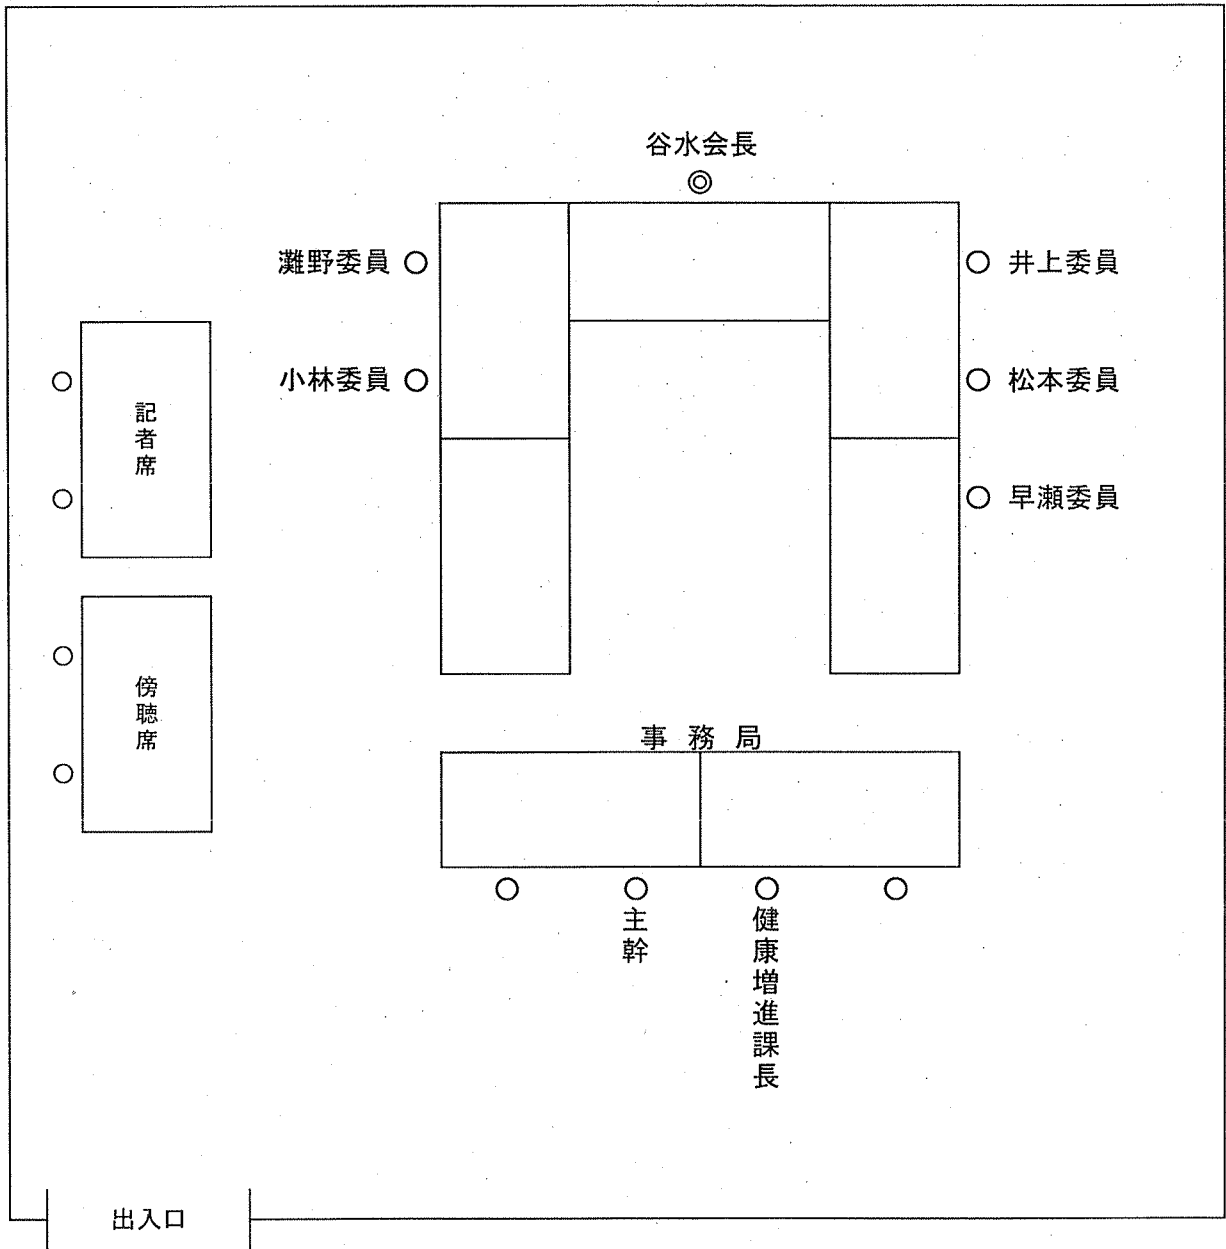 谷水会長
灘野委員
井上委員
小林委員
松本委員
記者席
早瀬委員
傍聴席
事務局
主幹
健康増進課長
出入口